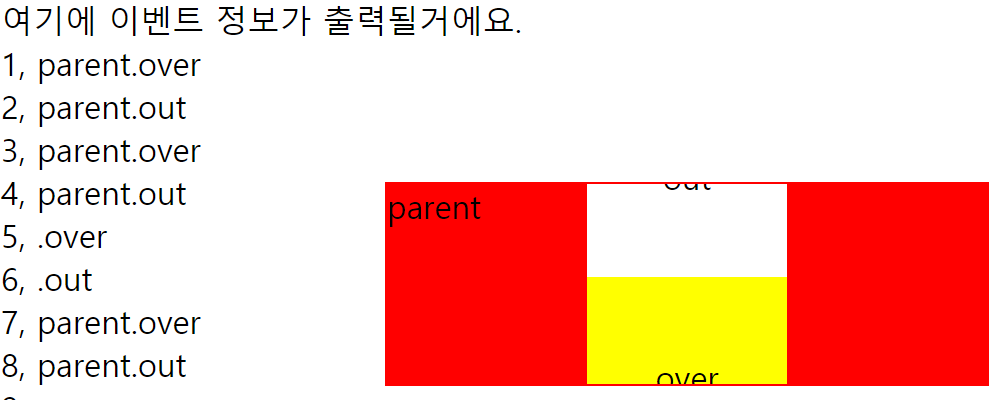 여기에 이벤트 정보가 출력될거에요.
1, parent.over
2, parent.out
3, parent.over
4, parent.out
5, .over
6, .out
7, parent.over
8, parent.out
parent
out
over